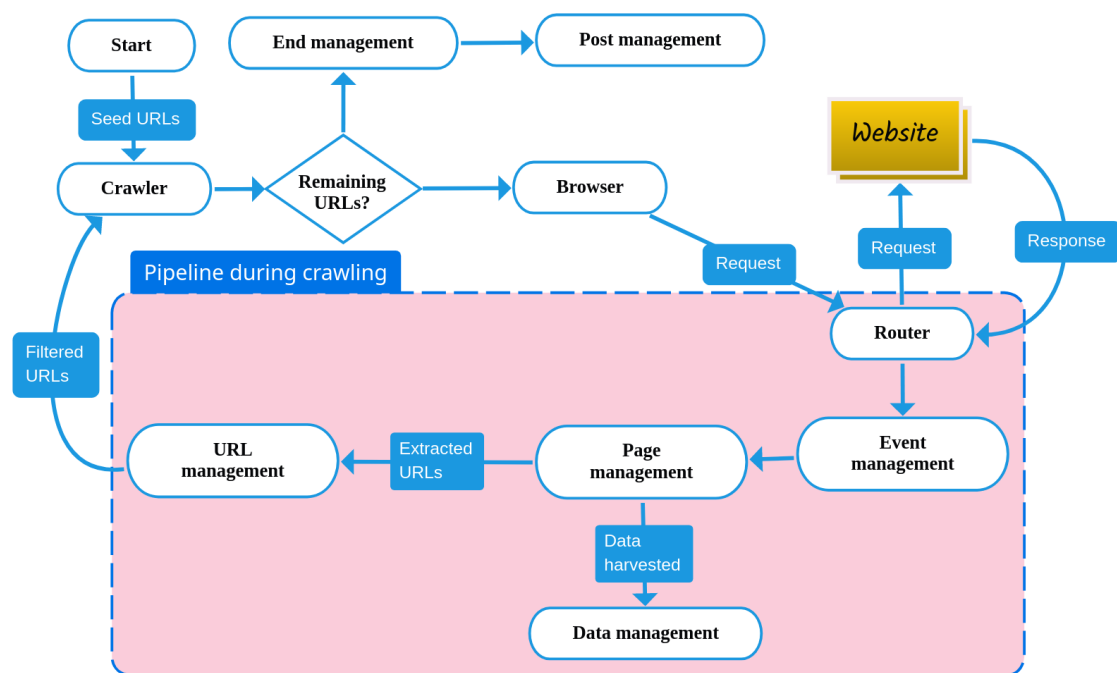 Start
End management
Post management
Seed URLs
Website
Crawler
Remaining
URLs?
Browser
Request
Request
Response
Pipeline during crawling
Router
Filtered
URLs
URL
management
Extracted
URLs
Page
management
Event
management
Data
harvested
Data management